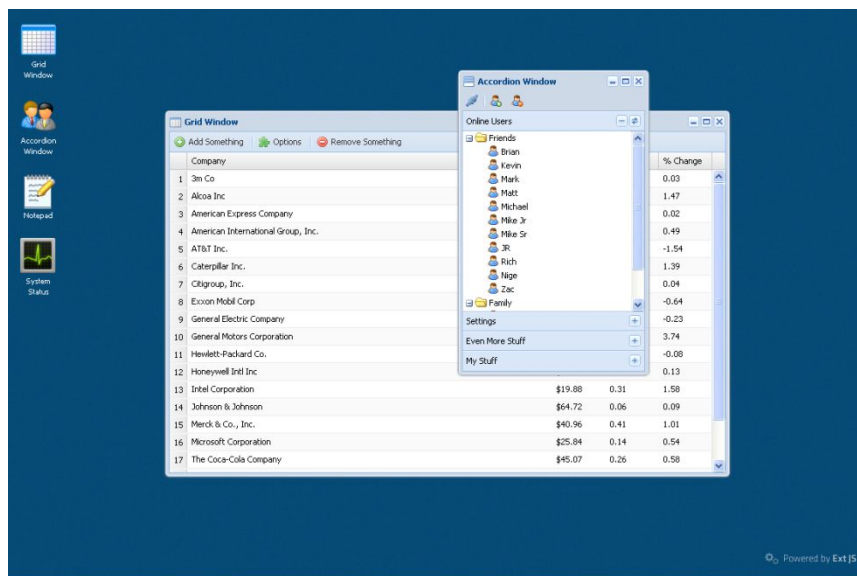 Grid
Window
Accordion
Window
Notepad
System
Status
Accordion Window
Online Users
Friends
Brian
Kevin
Mark
Matt
Michael
Mike Jr
Mike Sr
JR
Rich
Nige
Zac
Family
Settings
Even More Stuff
My Stuff
Grid Window
Add Something Options Remove Something
Company % Change
1 3m Co 0.03
2 Alcoa Inc 1.47
3 American Express Company 0.02
4 American International Group, Inc. 0.49
5 AT&T Inc. -1.54
6 Caterpillar Inc. 1.39
7 Citigroup, Inc. 0.04
8 Exxon Mobil Corp -0.64
9 General Electric Company -0.23
10 General Motors Corporation 3.74
11 Hewlett-Packard Co. -0.08
12 Honeywell Intl Inc 0.13
13 Intel Corporation $19.88 0.31 1.58
14 Johnson & Johnson $64.72 0.06 0.09
15 Merck & Co., Inc. $40.96 0.41 1.01
16 Microsoft Corporation $25.84 0.14 0.54
17 The Coca-Cola Company $45.07 0.26 0.58
Powered by Ext JS